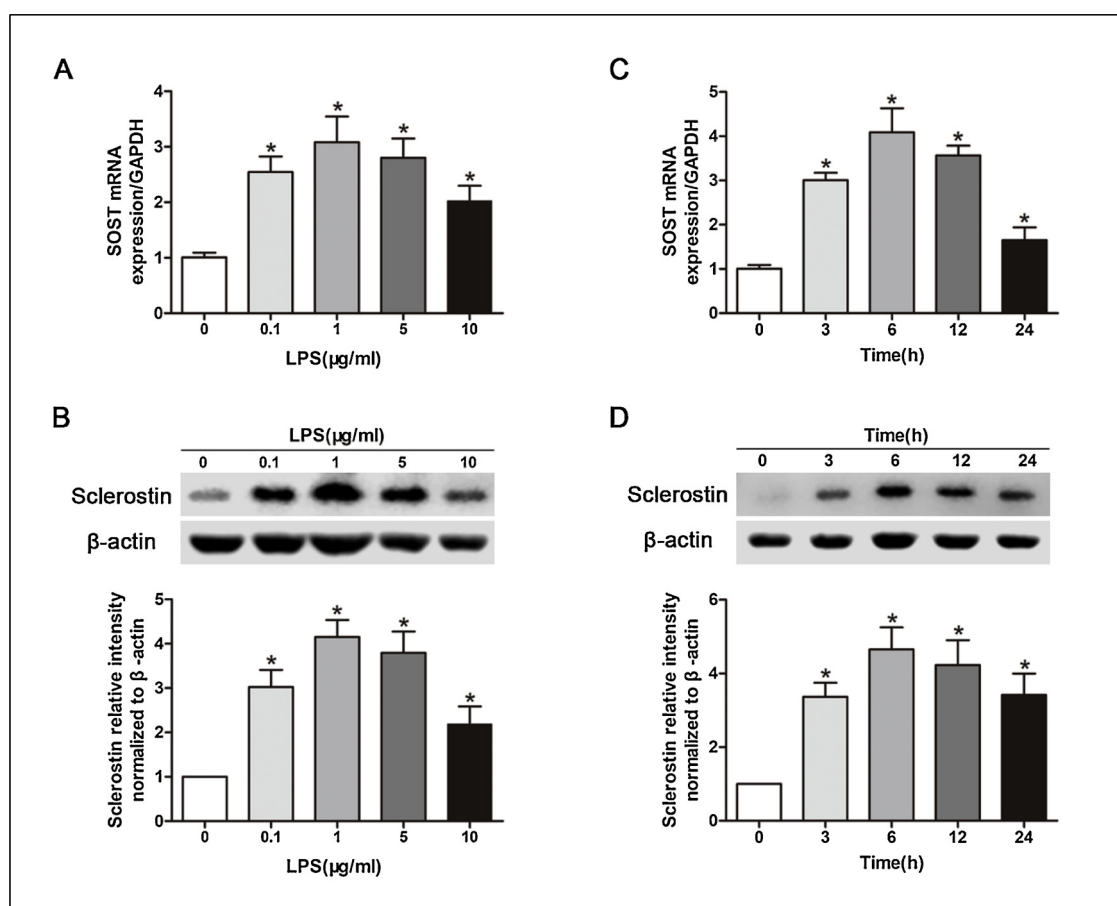 A
SOST mRNA
expression/GAPDH
4
3
2
1
0
*
*
*
*
0 0.1 1 5 10
LPS(µg/ml)
C
SOST mRNA
expression/GAPDH
5
4
3
2
1
0
*
*
*
*
0 3 6 12 24
Time(h)
B
LPS(µg/ml)
0 0.1 1 5 10
Sclerostin
β-actin
Sclerostin relative intensity
normalized to β -actin
5
4
3
2
1
0
*
*
*
*
0 0.1 1 5 10
LPS(µg/ml)
D
Time(h)
0 3 6 12 24
Sclerostin
β-actin
Sclerostin relative intensity
normalized to β -actin
6
4
2
0
*
*
*
*
0 3 6 12 24
Time(h)